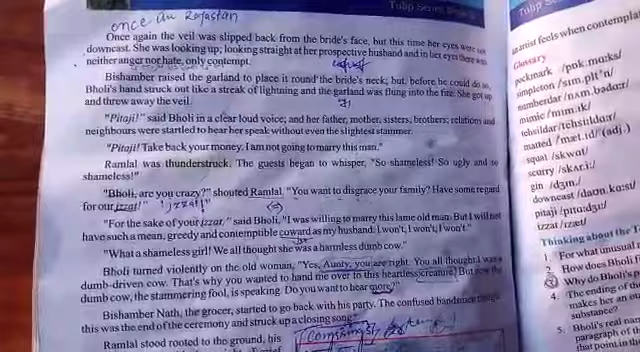 Tulip Series
once
Once again the veil was slipped back from the bride's face, but this time her eyes were not
downcast. She was looking up; looking straight at her prospective husband and in her eyes there was
neither anger nor hate, only contempt.
Bishamber raised the garland to place it round the bride's neck; but, before he could do so,
Bholi's hand struck out like a streak of lightning and the garland was flung into the fire. She got up
and threw away the veil.
"Pitaji!" said Bholi in a clear loud voice; and her father, mother, sisters, brothers; relations and
neighbours were startled to hear her speak without even the slightest stammer.
"Pitaji! Take back your money. I am not going to marry this man."
Ramlal was thunderstruck. The guests began to whisper, "So shameless! So ugly and so
shameless!"
"Bholi, are you crazy?" shouted Ramlal. "You want to disgrace your family? Have some regard
for our izzat!"
"For the sake of your izzat," said Bholi, "I was willing to marry this lame old man. But I will not
have such a mean, greedy and contemptible coward as my husband. I won't, I won't, I won't."
"What a shameless girl! We all thought she was a harmless dumb cow."
Bholi turned violently on the old woman, "Yes, Aunty, you are right. You all thought I was a
dumb-driven cow. That's why you wanted to hand me over to this heartless creature. But now the
dumb cow, the stammering fool, is speaking. Do you want to hear more?"
Bishamber Nath, the grocer, started to go back with his party. The confused bandsmen thought
this was the end of the ceremony and struck up a closing song.
Ramlal stood rooted to the ground, his
Tulip Series
an artist feels when contemplat
Glossary
pockmark
simpleton
numberdar
mimic
tehsildar
matted (adj.)
squat
scurry
gin
downcast
pitaji
izzat
Thinking about the T
1. For what unusual
2. How does Bholi f
Why do Bholi's
4. The ending of the
makes her an
substance?
5. Bholi's real nam
paragraph of th
that point in th